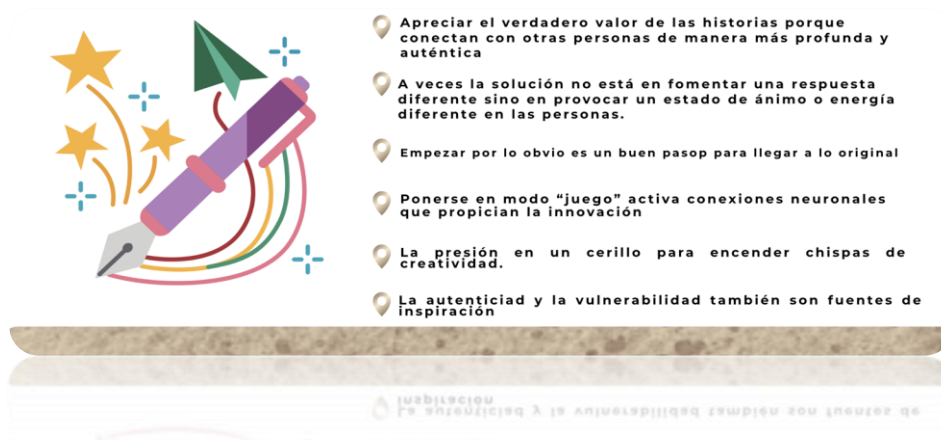 Apreciar el verdadero valor de las historias porque
conectan con otras personas de manera más profunda y
auténtica
A veces la solución no está en fomentar una respuesta
diferente sino en provocar un estado de ánimo o energía
diferente en las personas.
Empezar por lo obvio es un buen pasop para llegar a lo original
Ponerse en modo “juego” activa conexiones neuronales
que propician la innovación
La presión en un cerillo para encender chispas de
creatividad.
La autenticiad y la vulnerabilidad también son fuentes de
inspiración